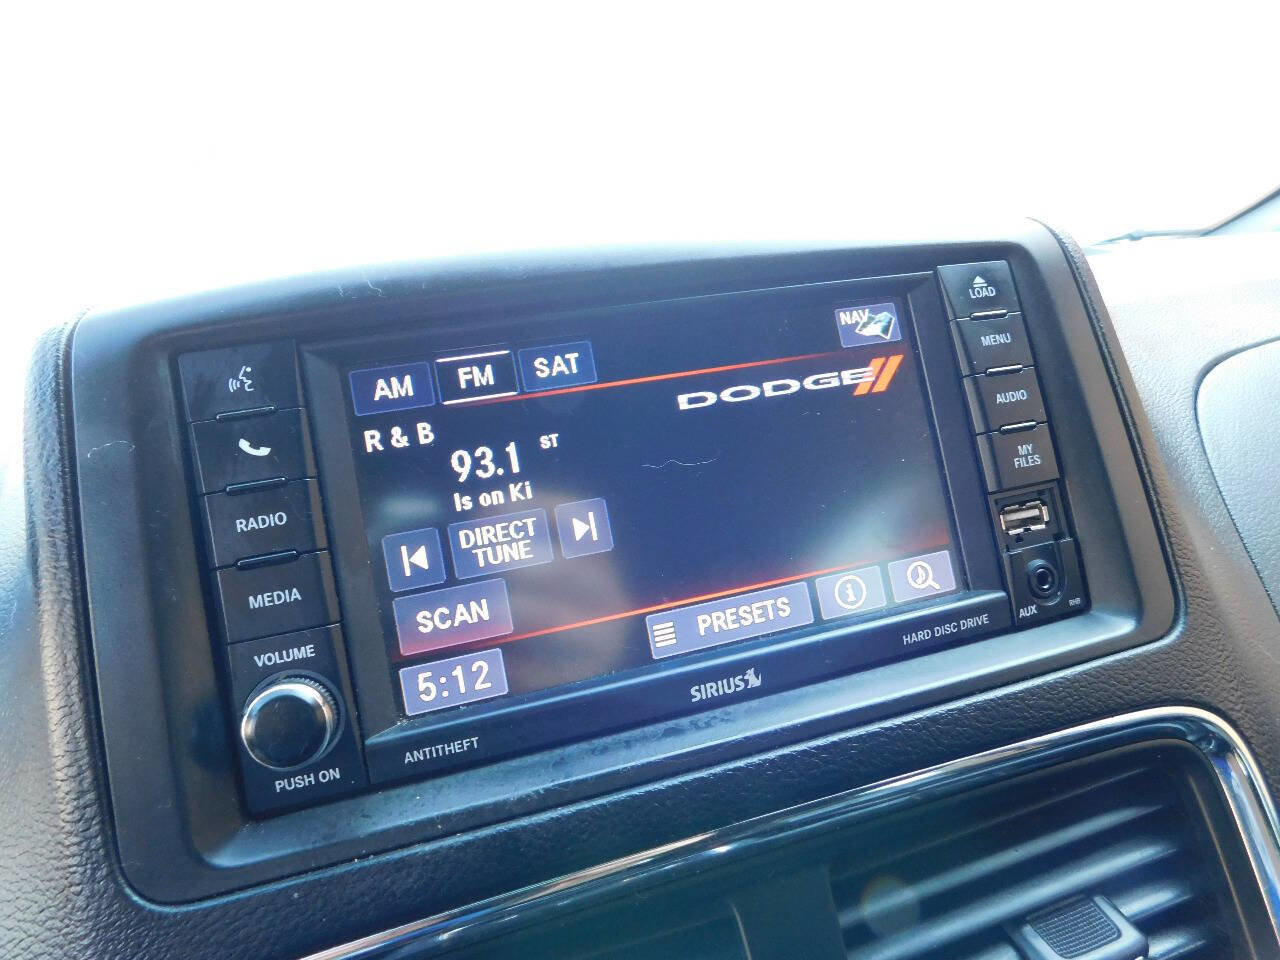 LOAD
MENU
AUDIO
MY
FILES
AUX
RHB
RADIO
MEDIA
VOLUME
PUSH ON
AM
FM
SAT
NAV
DODGE
R & B
93.1
ST
Is on Ki
DIRECT
TUNE
SCAN
PRESETS
i
5:12
ANTITHEFT
SIRIUS
HARD DISC DRIVE